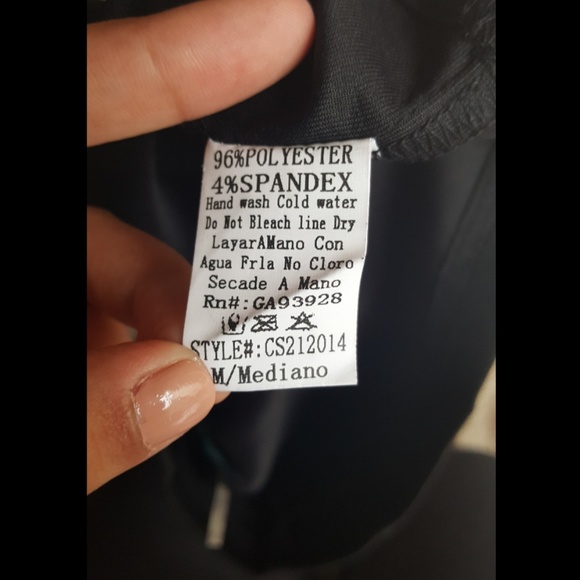 96%POLYESTER
4%SPANDEX
Hand wash Cold water
Do Not Bleach line Dry
LayarAMano Con
Agua Frla No Cloro
Secade A Mano
Rn#:GA93928
STYLE#:CS212014
M/Mediano